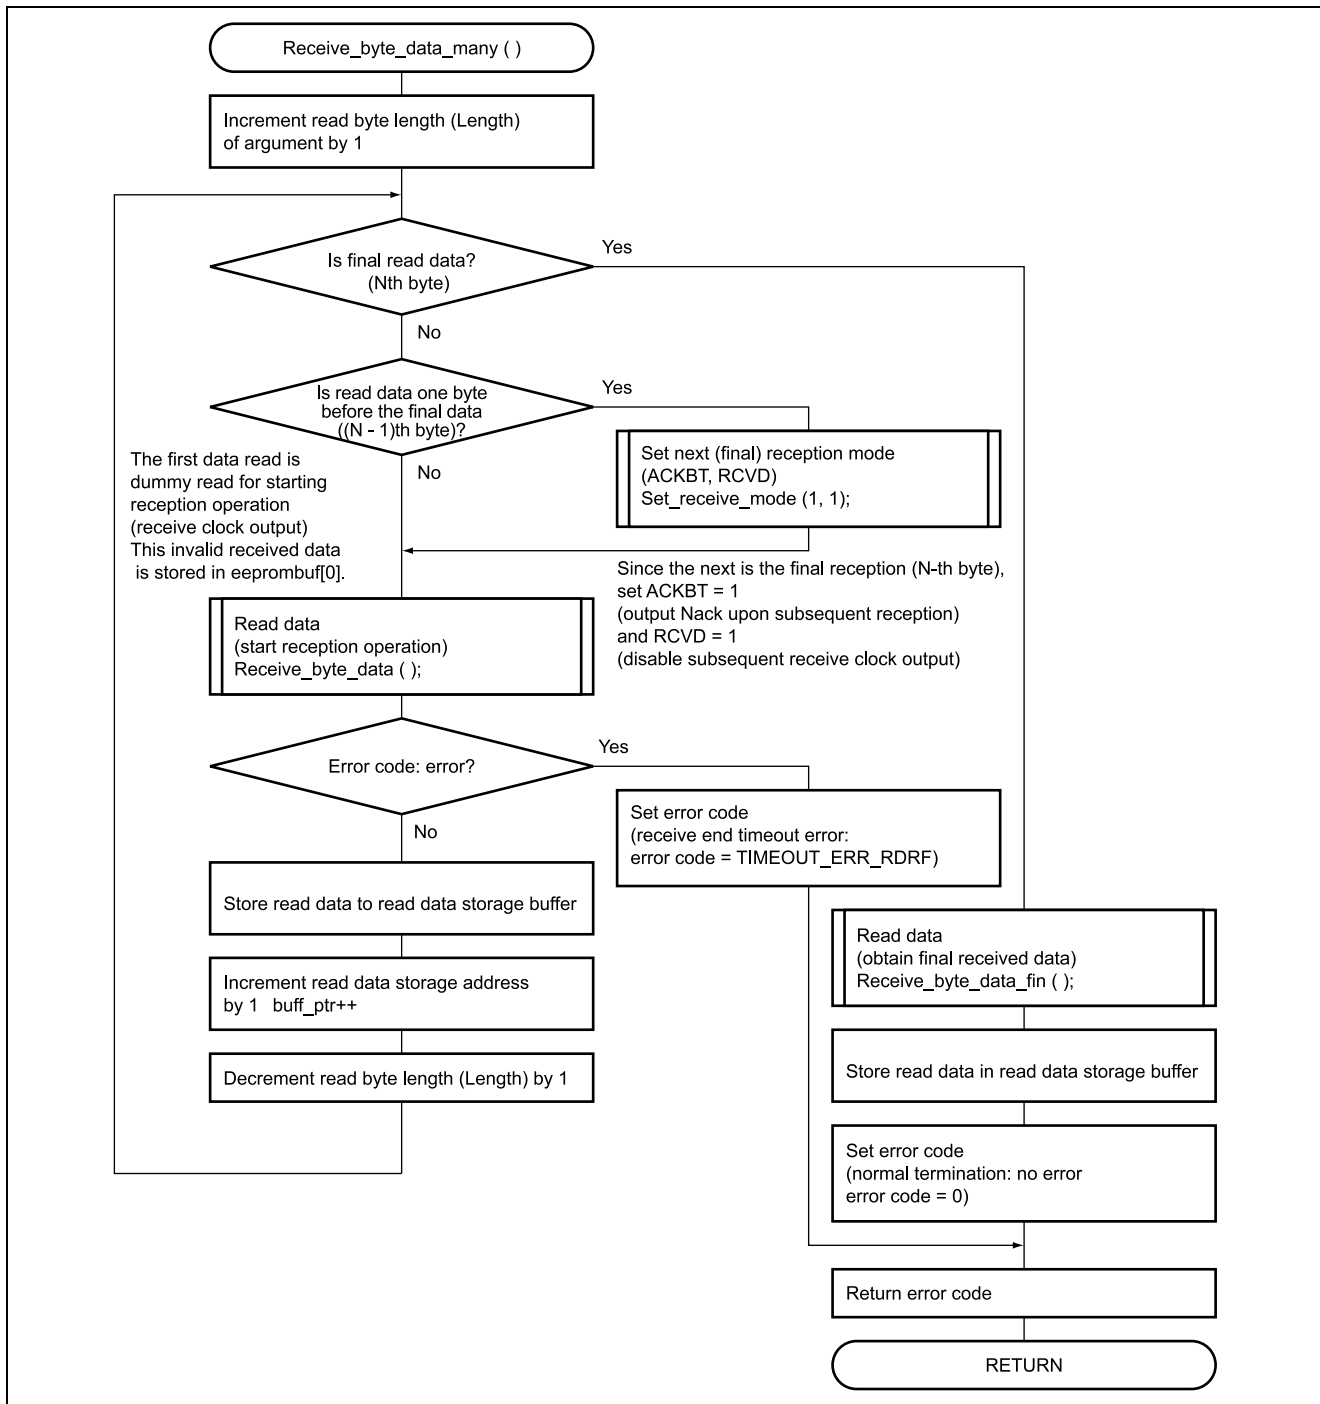 Receive_byte_data_many ( )
Increment read byte length (Length)
of argument by 1
Is final read data?
(Nth byte)
Yes
No
Is read data one byte
before the final data
((N - 1)th byte)?
Yes
No
Set next (final) reception mode
(ACKBT, RCVD)
Set_receive_mode (1, 1);
The first data read is
dummy read for starting
reception operation
(receive clock output)
This invalid received data
is stored in eeprombuf[0].
Since the next is the final reception (N-th byte),
set ACKBT = 1
(output Nack upon subsequent reception)
and RCVD = 1
(disable subsequent receive clock output)
Read data
(start reception operation)
Receive_byte_data ( );
Error code: error?
Yes
No
Set error code
(receive end timeout error:
error code = TIMEOUT_ERR_RDRF)
Store read data to read data storage buffer
Increment read data storage address
by 1 buff_ptr++
Decrement read byte length (Length) by 1
Read data
(obtain final received data)
Receive_byte_data_fin ( );
Store read data in read data storage buffer
Set error code
(normal termination: no error
error code = 0)
Return error code
RETURN